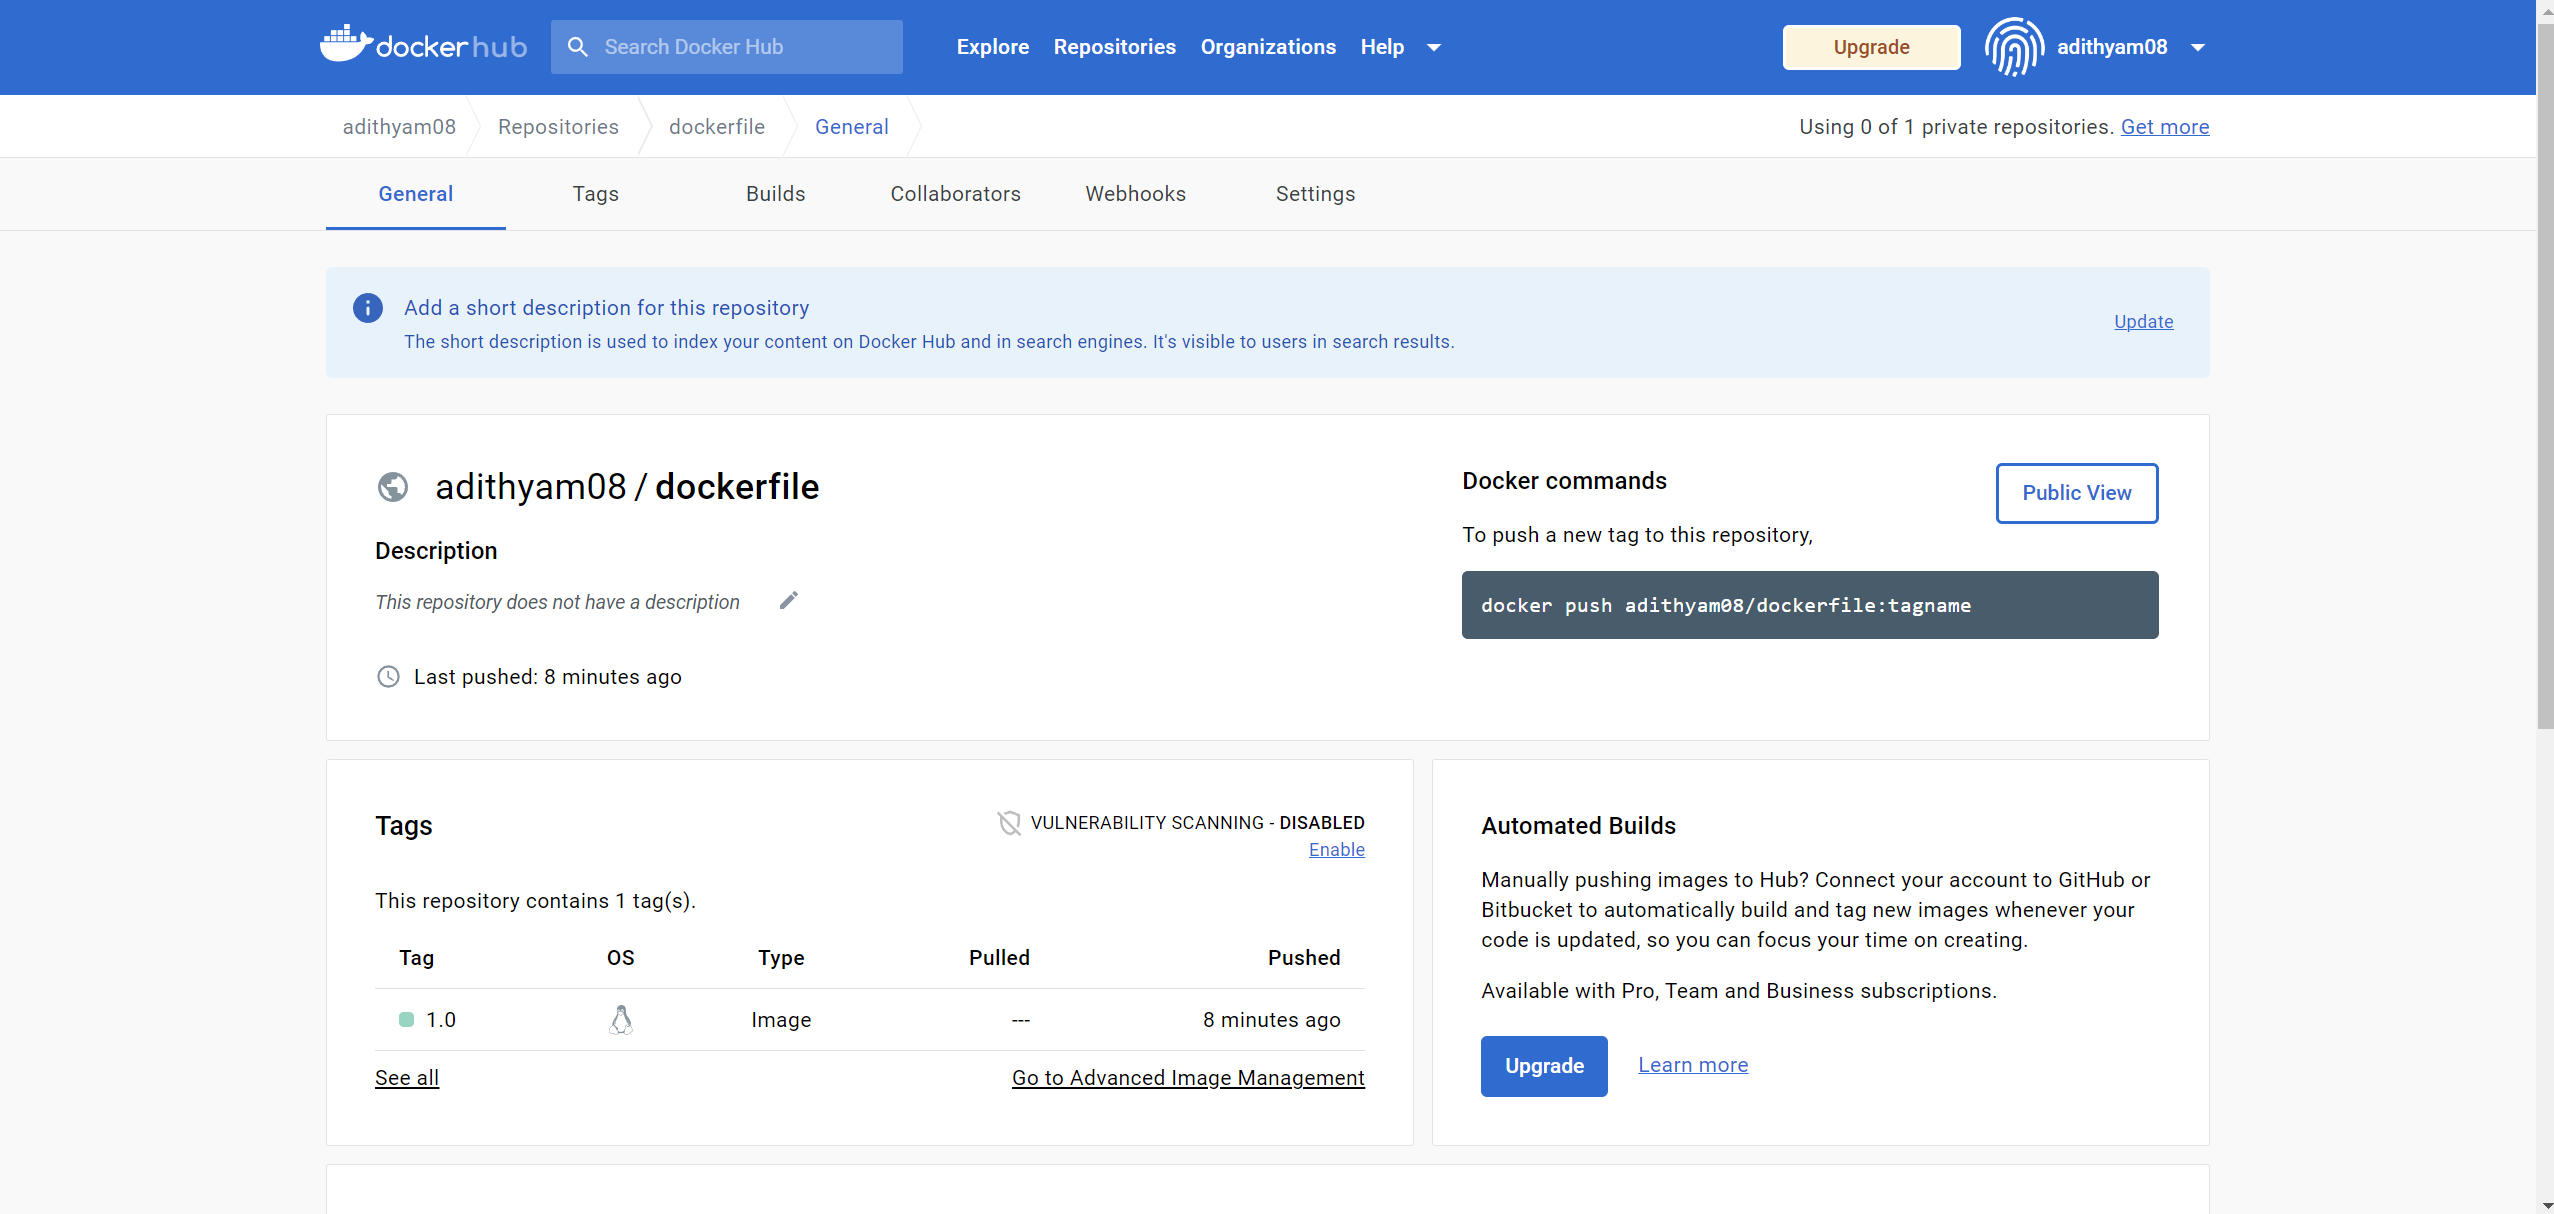 docker hub
Search Docker Hub
Explore Repositories Organizations Help
Upgrade
adithyam08
adithyam08 Repositories dockerfile General
Using 0 of 1 private repositories. Get more
General Tags Builds Collaborators Webhooks Settings
Add a short description for this repository
The short description is used to index your content on Docker Hub and in search engines. It's visible to users in search results.
Update
adithyam08 / dockerfile
Description
This repository does not have a description
Last pushed: 8 minutes ago
Docker commands
Public View
To push a new tag to this repository,
docker push adithyam08/dockerfile:tagname
Tags
VULNERABILITY SCANNING - DISABLED
Enable
This repository contains 1 tag(s).
Tag OS Type Pulled Pushed
1.0 Image --- 8 minutes ago
See all
Go to Advanced Image Management
Automated Builds
Manually pushing images to Hub? Connect your account to GitHub or
Bitbucket to automatically build and tag new images whenever your
code is updated, so you can focus your time on creating.
Available with Pro, Team and Business subscriptions.
Upgrade
Learn more